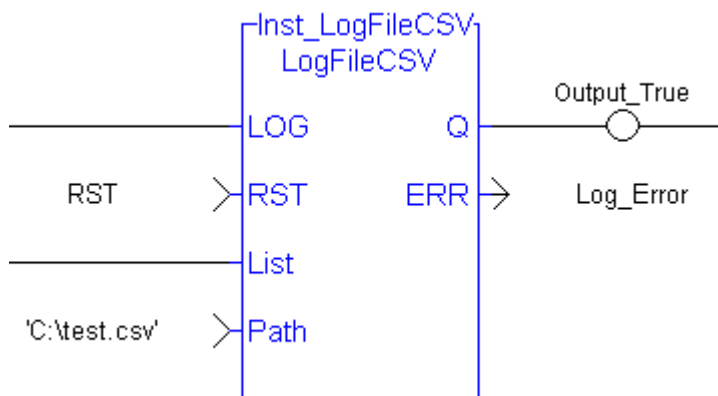 Inst_LogFileCSV
LogFileCSV
Output_True
LOG Q
RST RST ERR Log_Error
List
'C:\test.csv' Path